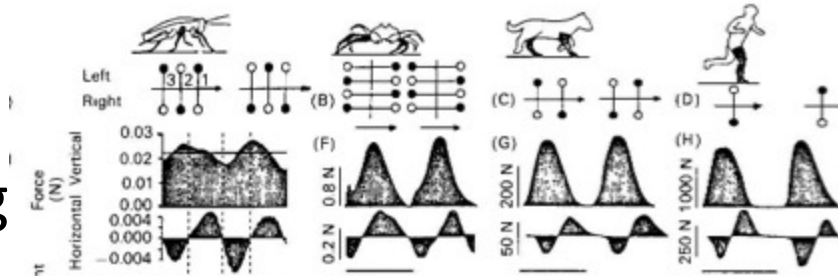 Left
Right
3 2 1
(B)
(C)
(D)
(F)
(G)
(H)
Force
(N)
Vertical
0.03
0.02
0.01
0.00
Horizontal
0.004
0.000
-0.004
0.8 N
0.2 N
200 N
50 N
1000 N
250 N